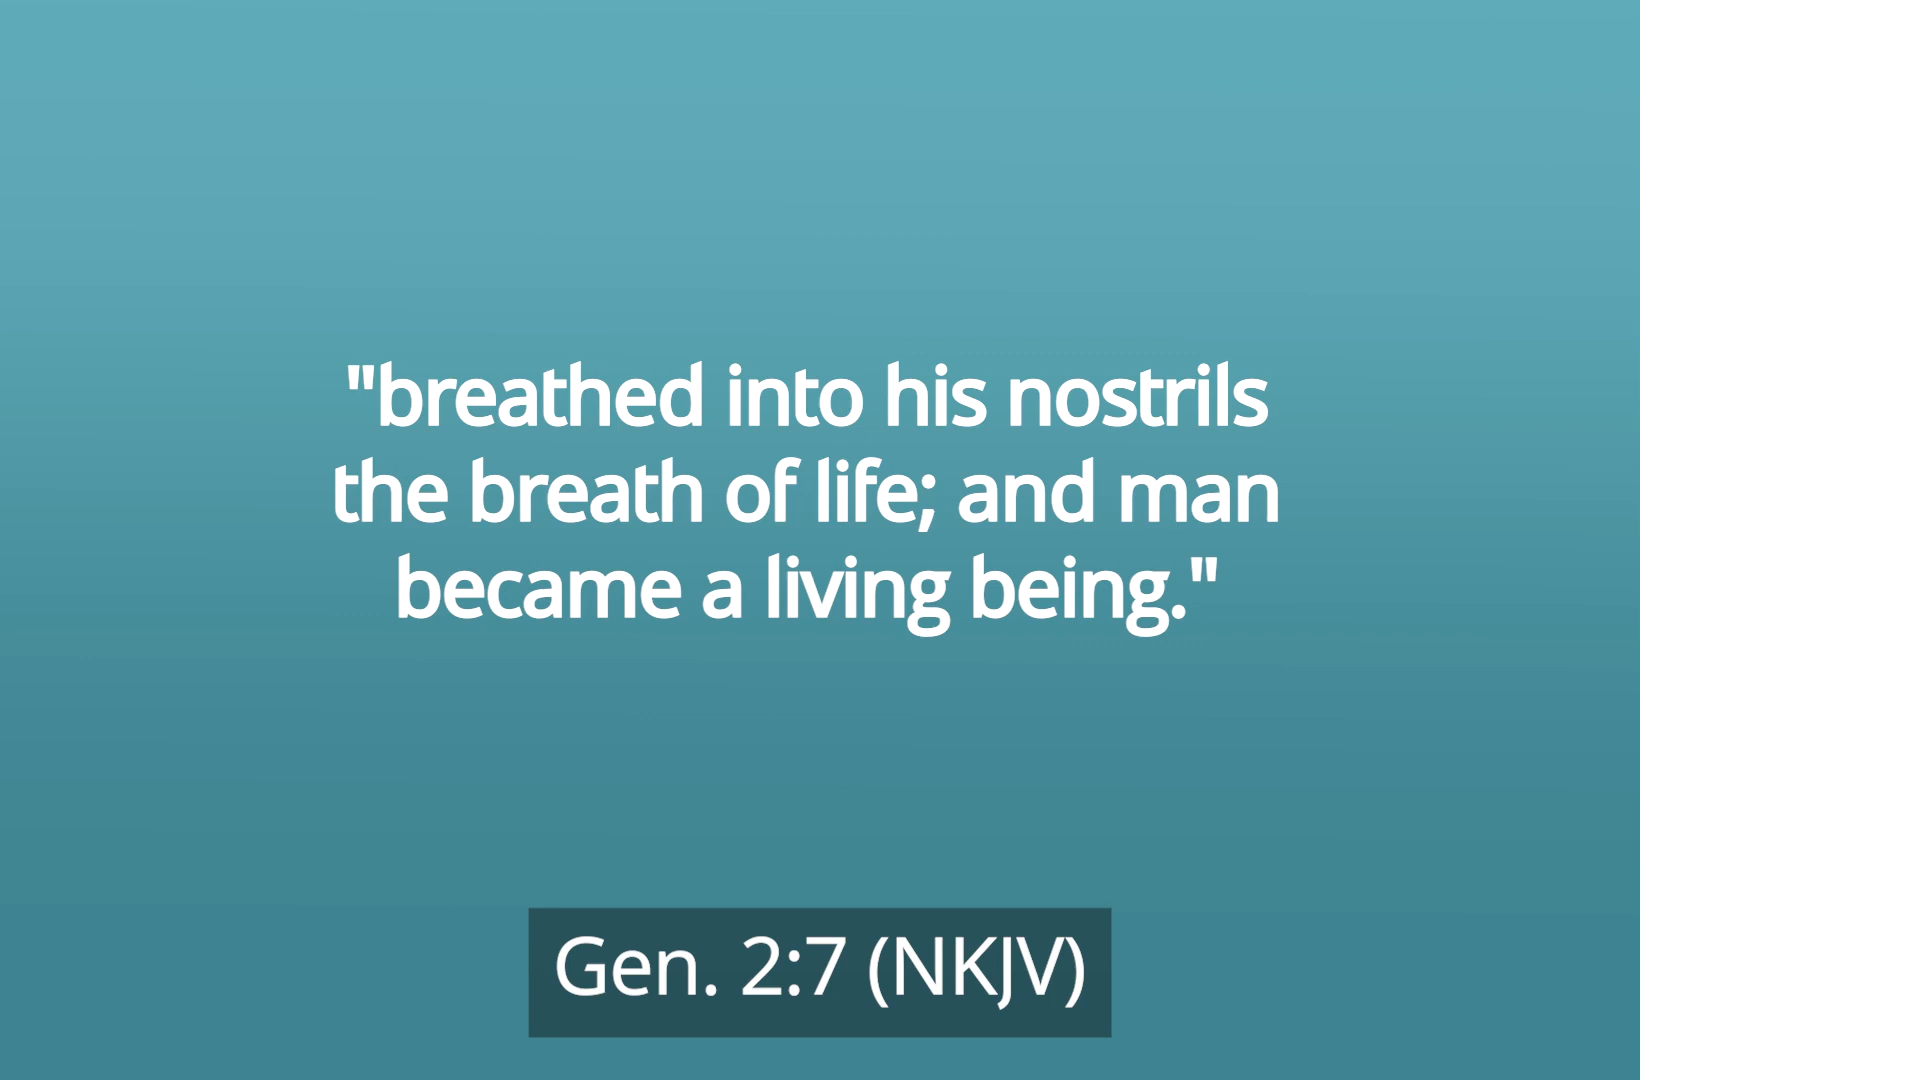 "breathed into his nostrils
the breath of life; and man
became a living being."
Gen. 2:7 (NKJV)